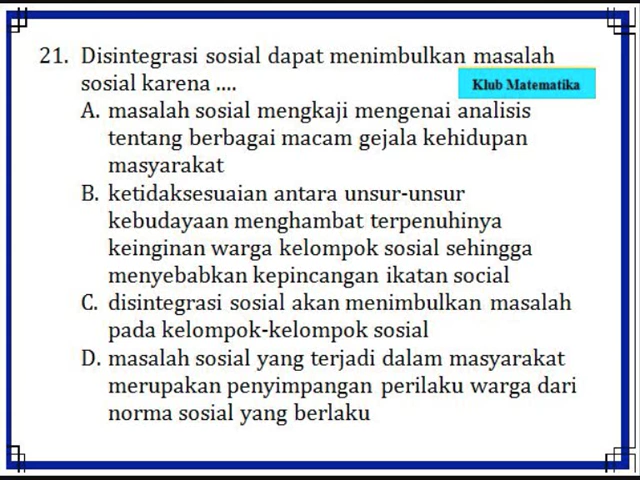 21. Disintegrasi sosial dapat menimbulkan masalah
sosial karena ....
Klub Matematika
A. masalah sosial mengkaji mengenai analisis
tentang berbagai macam gejala kehidupan
masyarakat
B. ketidaksesuaian antara unsur-unsur
kebudayaan menghambat terpenuhinya
keinginan warga kelompok sosial sehingga
menyebabkan kepincangan ikatan social
C. disintegrasi sosial akan menimbulkan masalah
pada kelompok-kelompok sosial
D. masalah sosial yang terjadi dalam masyarakat
merupakan penyimpangan perilaku warga dari
norma sosial yang berlaku